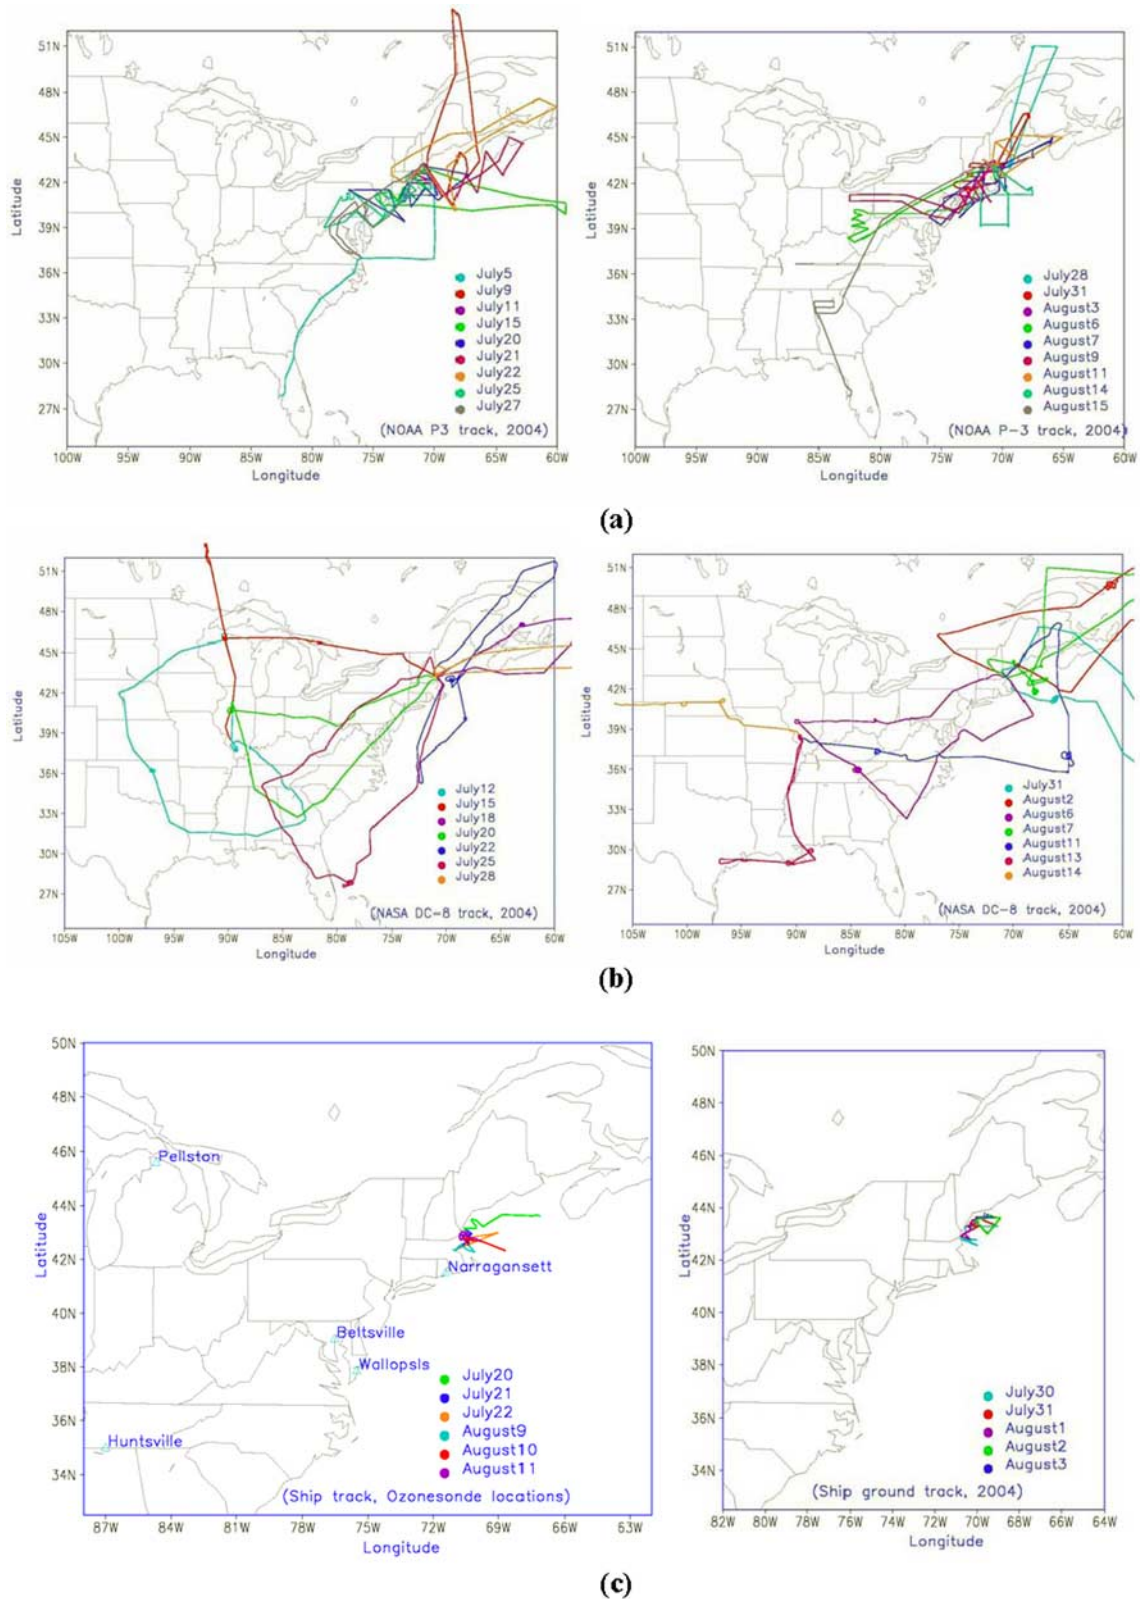 51N
48N
45N
42N
39N
36N
33N
30N
27N
Latitude
July5
July9
July11
July15
July20
July21
July22
July25
July27
(NOAA P3 track, 2004)
100W 95W 90W 85W 80W 75W 70W 65W 60W
Longitude
51N
48N
45N
42N
39N
36N
33N
30N
27N
Latitude
July28
July31
August3
August6
August7
August9
August11
August14
August15
(NOAA P-3 track, 2004)
100W 95W 90W 85W 80W 75W 70W 65W 60W
Longitude
(a)
51N
48N
45N
42N
39N
36N
33N
30N
27N
Latitude
July12
July15
July18
July20
July22
July25
July28
(NASA DC-8 track, 2004)
105W 100W 95W 90W 85W 80W 75W 70W 65W 60W
Longitude
51N
48N
45N
42N
39N
36N
33N
30N
27N
Latitude
July31
August2
August6
August7
August11
August13
August14
(NASA DC-8 track, 2004)
105W 100W 95W 90W 85W 80W 75W 70W 65W 60W
Longitude
(b)
50N
48N
46N
44N
42N
40N
38N
36N
34N
Latitude
Pellston
Narragansett
Beltsville
Wallopsls
Huntsville
July20
July21
July22
August9
August10
August11
(Ship track, Ozonesonde locations)
87W 84W 81W 78W 75W 72W 69W 66W 63W
Longitude
50N
48N
46N
44N
42N
40N
38N
36N
34N
Latitude
July30
July31
August1
August2
August3
(Ship ground track, 2004)
82W 80W 78W 76W 74W 72W 70W 68W 66W 64W
Longitude
(c)